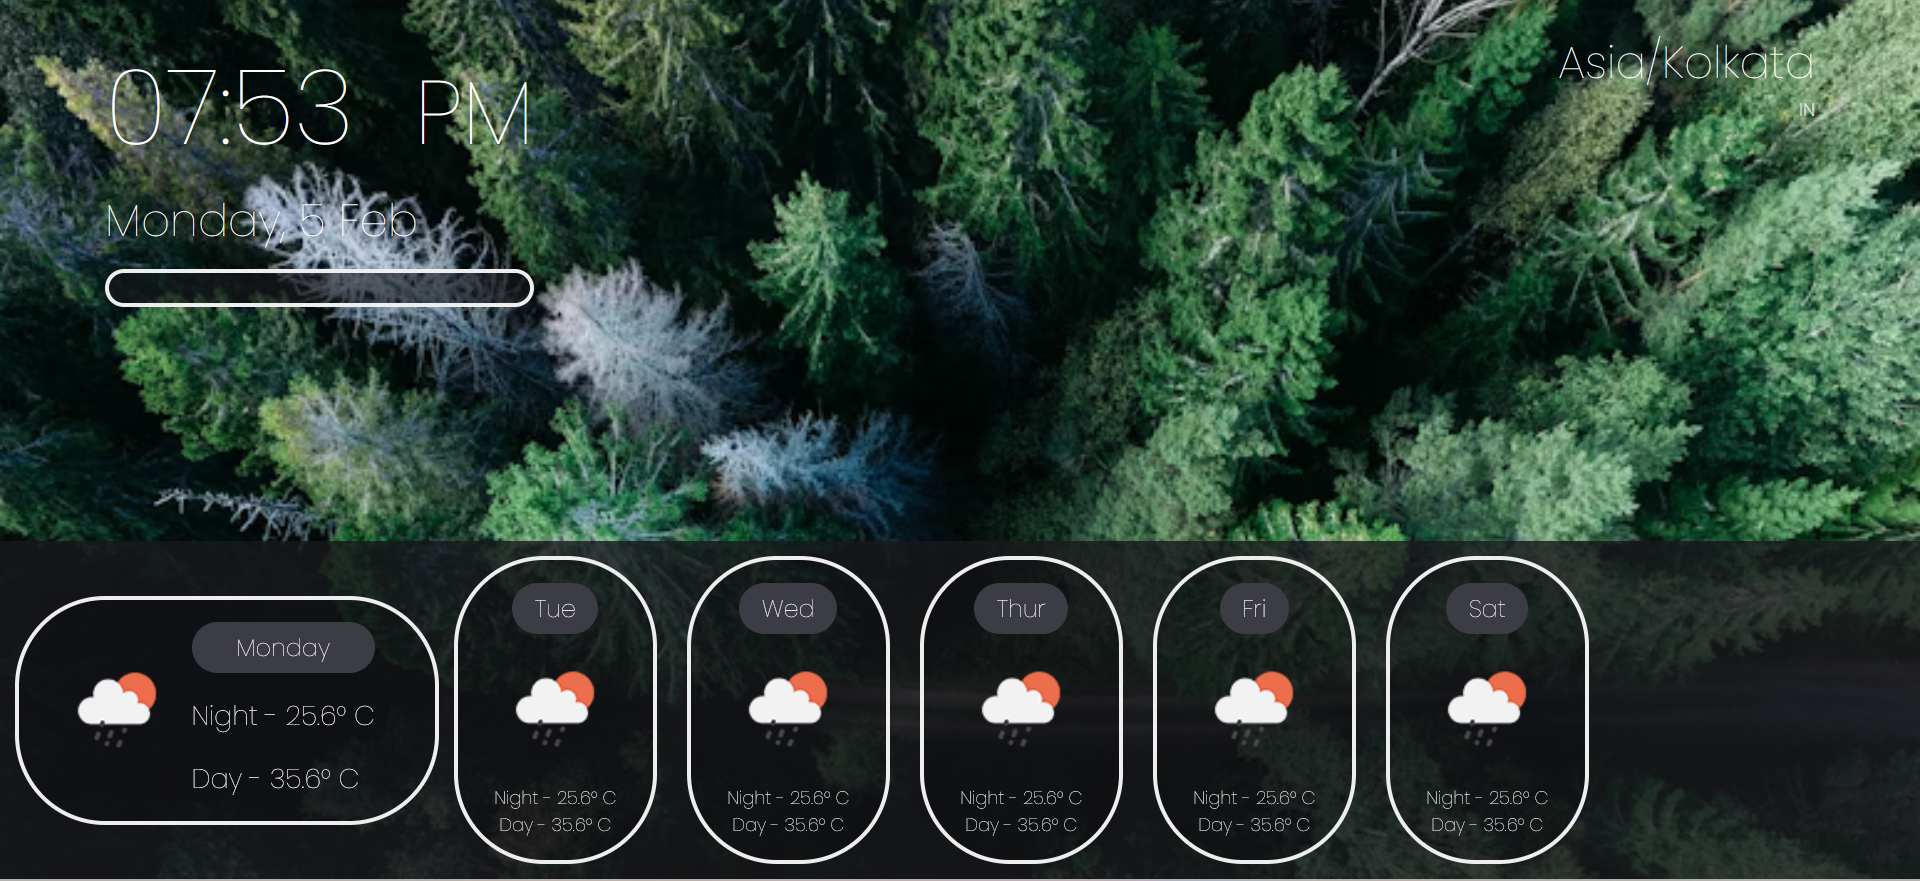 07:53 PM
Monday, 5 Feb
Asia/Kolkata
IN
Monday
Night - 25.6° C
Day - 35.6° C
Tue
Night - 25.6° C
Day - 35.6° C
Wed
Night - 25.6° C
Day - 35.6° C
Thur
Night - 25.6° C
Day - 35.6° C
Fri
Night - 25.6° C
Day - 35.6° C
Sat
Night - 25.6° C
Day - 35.6° C